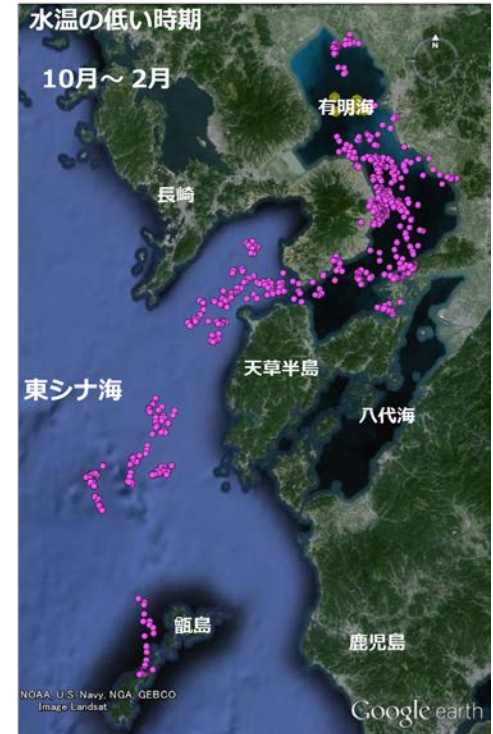 水温の低い時期
10月～2月
N
有明海
長崎
天草半島
東シナ海
八代海
甑島
鹿児島
NOAA, U.S. Navy, NGA, GEBCO
Image Landsat
Google earth